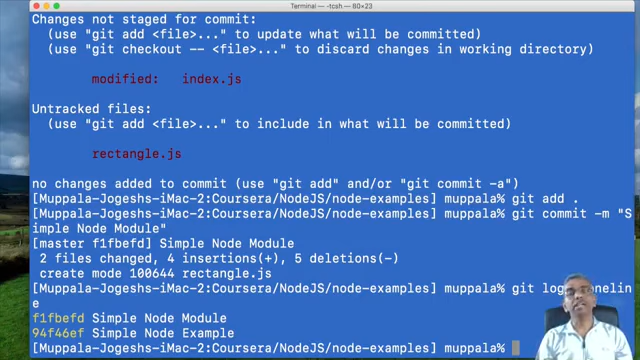 Terminal — -tcsh — 80×23
Changes not staged for commit:
(use "git add <file>..." to update what will be committed)
(use "git checkout -- <file>..." to discard changes in working directory)
modified: index.js
Untracked files:
(use "git add <file>..." to include in what will be committed)
rectangle.js
no changes added to commit (use "git add" and/or "git commit -a")
[Muppala-Jogeshs-iMac-2:Coursera/NodeJS/node-examples] muppala% git add .
[Muppala-Jogeshs-iMac-2:Coursera/NodeJS/node-examples] muppala% git commit -m "S
imple Node Module"
[master f1fbefd] Simple Node Module
2 files changed, 4 insertions(+), 5 deletions(-)
create mode 100644 rectangle.js
[Muppala-Jogeshs-iMac-2:Coursera/NodeJS/node-examples] muppala% git log nelin
e
f1fbefd Simple Node Module
94f46ef Simple Node Example
[Muppala-Jogeshs-iMac-2:Coursera/NodeJS/node-examples] muppala%